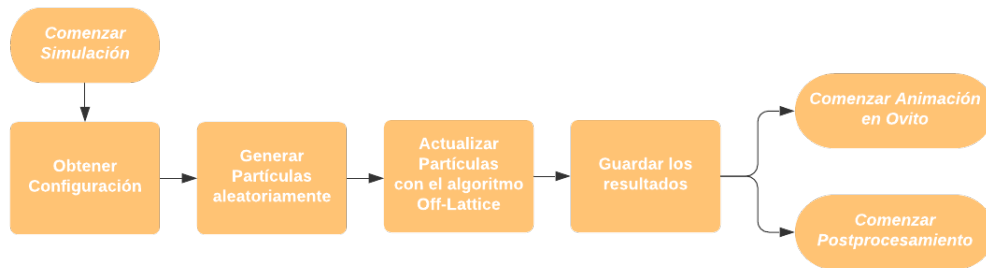 Comenzar
Simulación
Obtener
Configuración
Generar
Partículas
aleatoriamente
Actualizar
Partículas
con el algoritmo
Off-Lattice
Guardar los
resultados
Comenzar Animación
en Ovito
Comenzar
Postprocesamiento